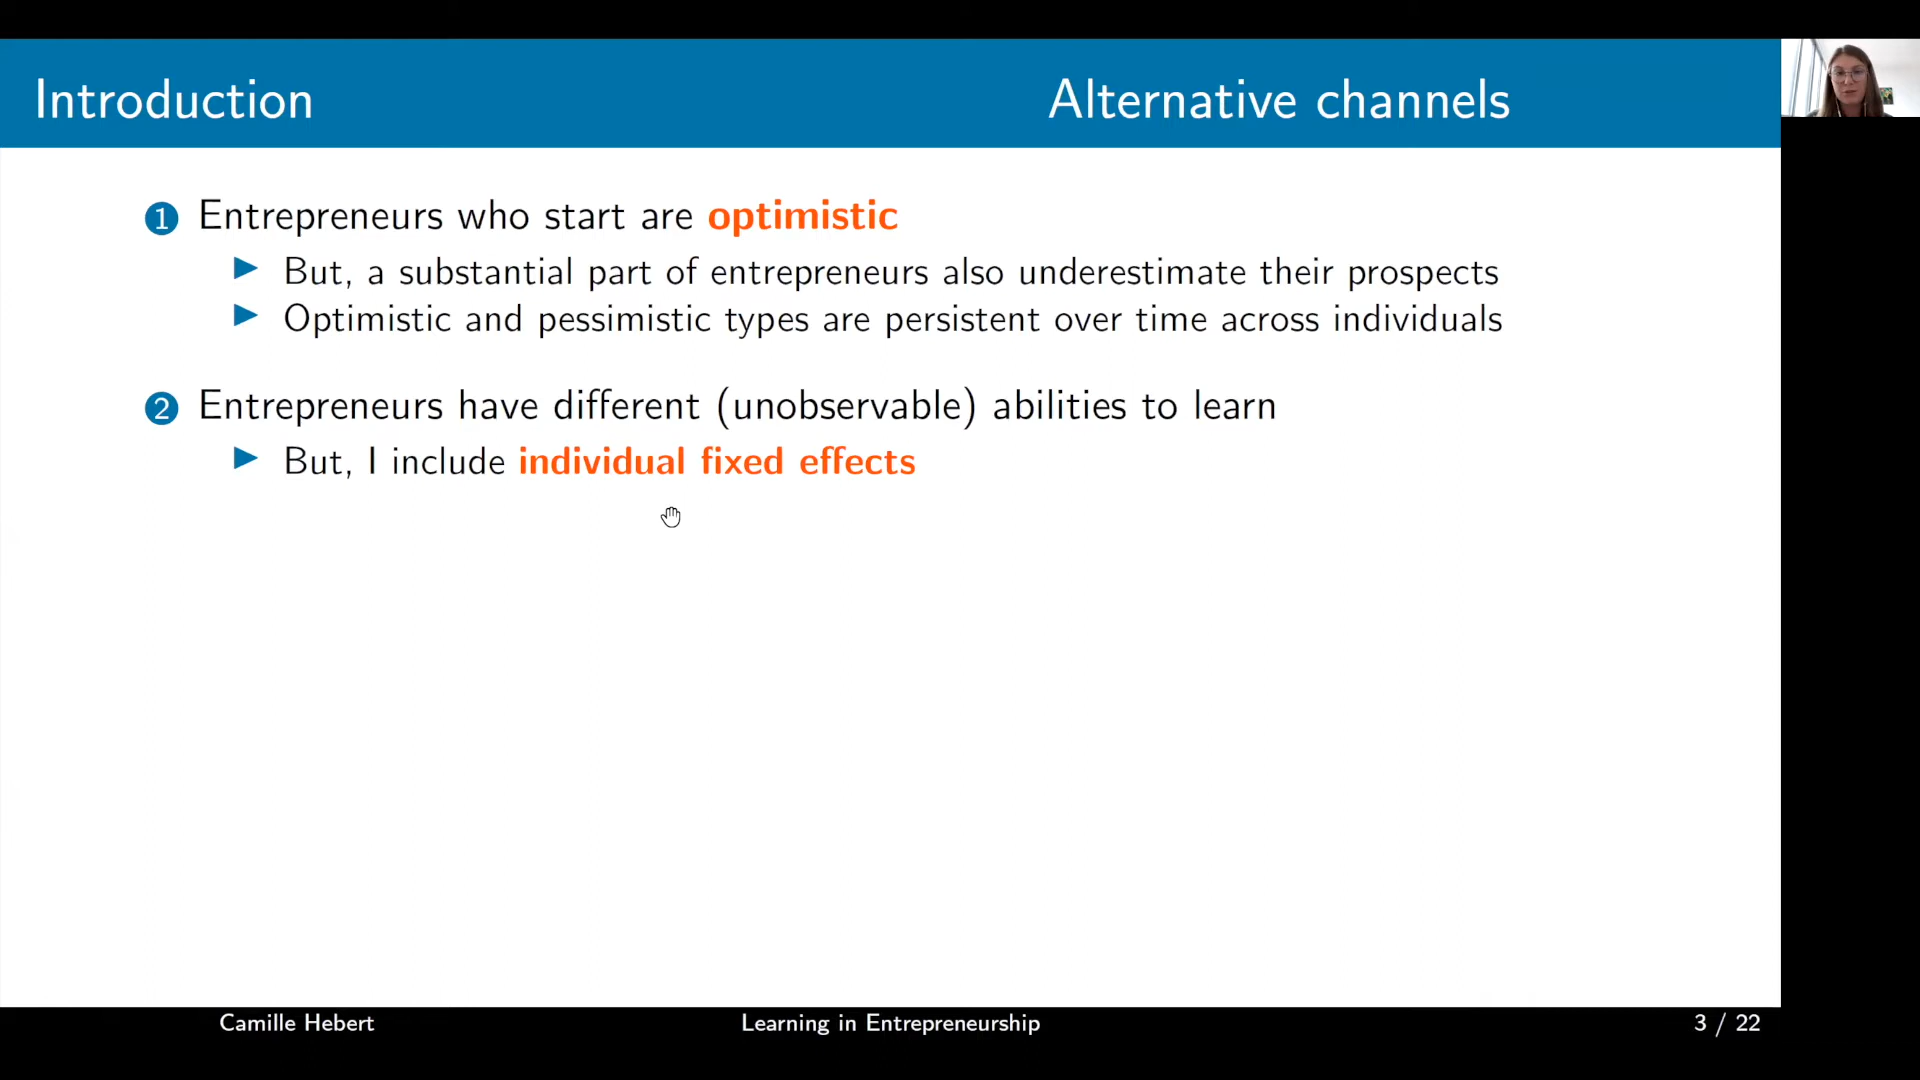 Introduction Alternative channels
1 Entrepreneurs who start are optimistic
But, a substantial part of entrepreneurs also underestimate their prospects
Optimistic and pessimistic types are persistent over time across individuals
2 Entrepreneurs have different (unobservable) abilities to learn
But, I include individual fixed effects
Camille Hebert Learning in Entrepreneurship 3 / 22